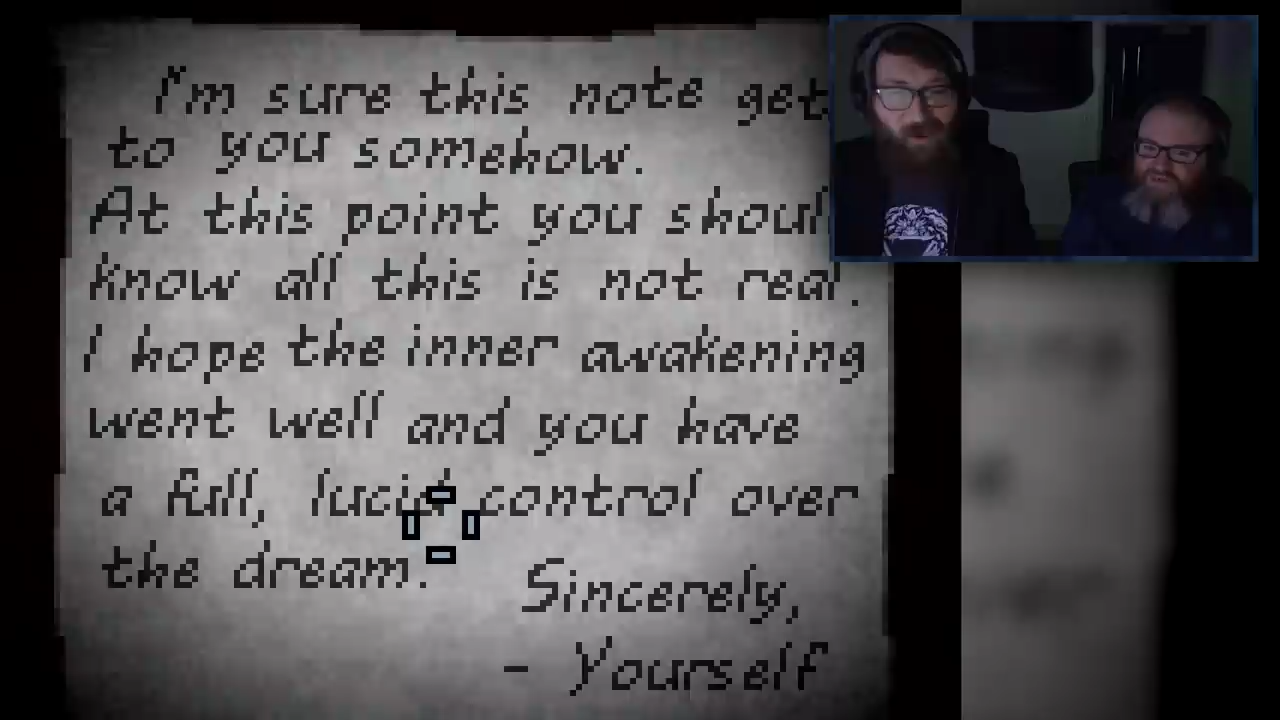 I'm sure this note get
to you somehow.
At this point you should
know all this is not real.
I hope the inner awakening
went well and you have
a full, lucid control over
the dream.
Sincerely,
- Yourself